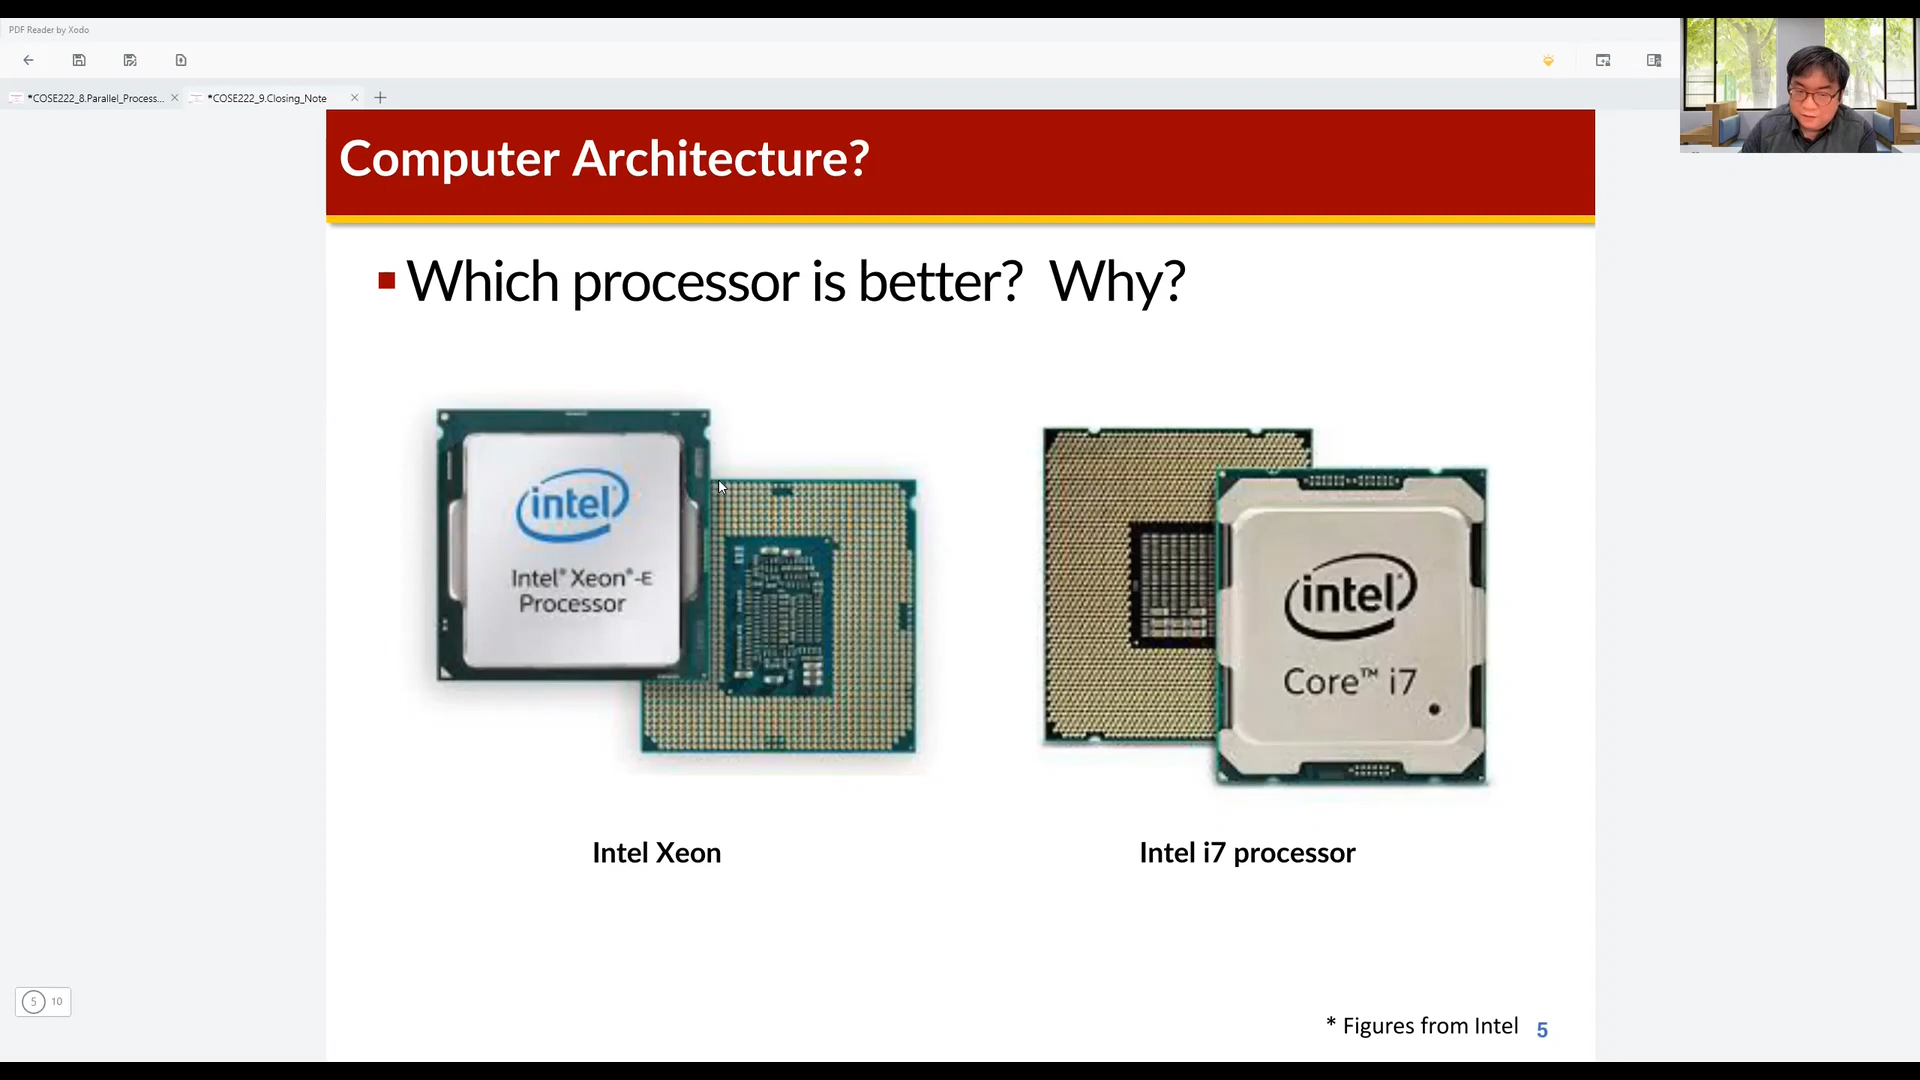 PDF Reader by Xodo
*COSE222_8.Parallel_Process...
*COSE222_9.Closing_Note
Computer Architecture?
Which processor is better?  Why?
intel
Intel® Xeon®-E
Processor
intel
Core™ i7
Intel Xeon
Intel i7 processor
5 10
* Figures from Intel 5